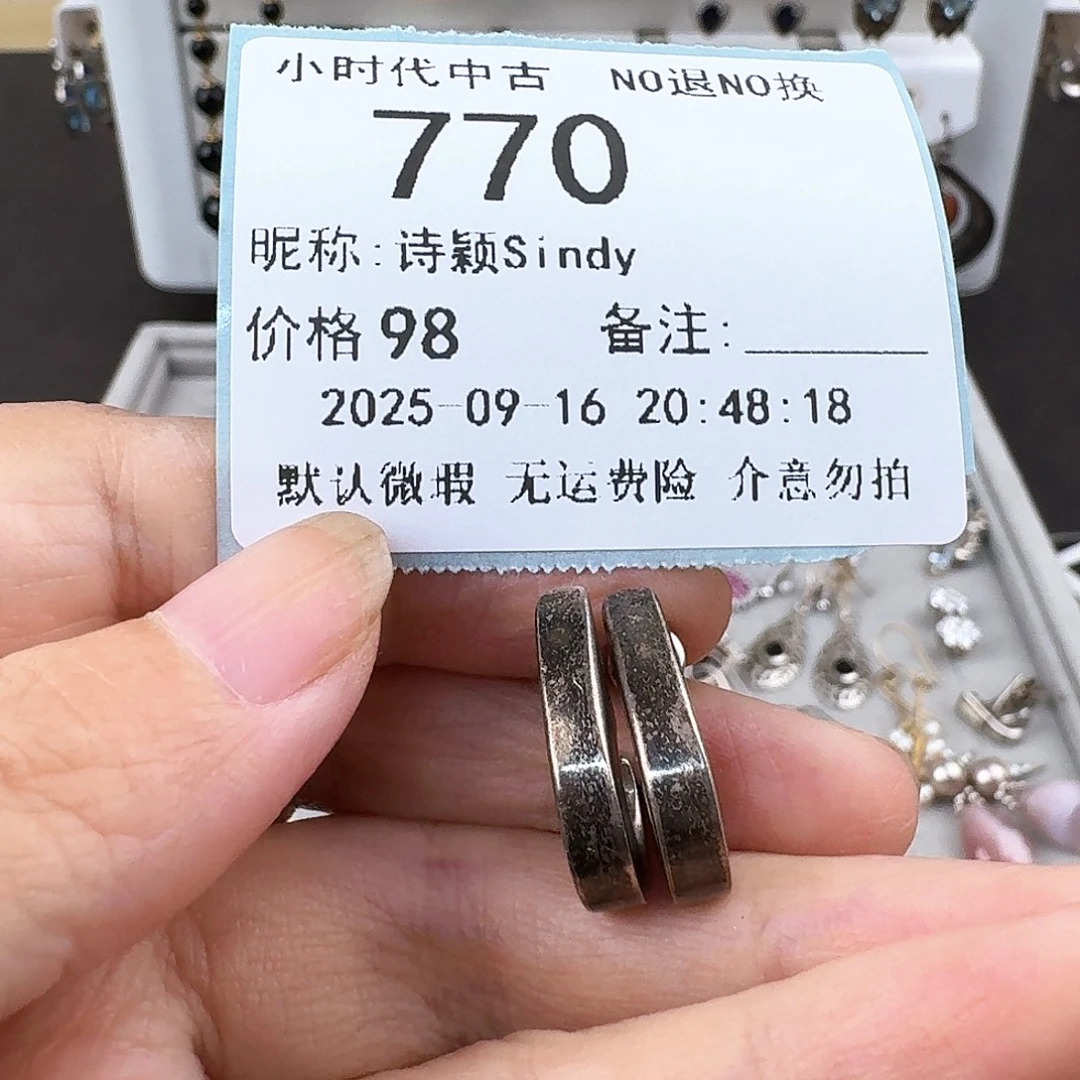 小时代中古 NO退NO换
770
昵称:诗颖Sindy
价格 98 备注:________
2025-09-16 20:48:18
默认微瑕 无运费险 介意勿拍